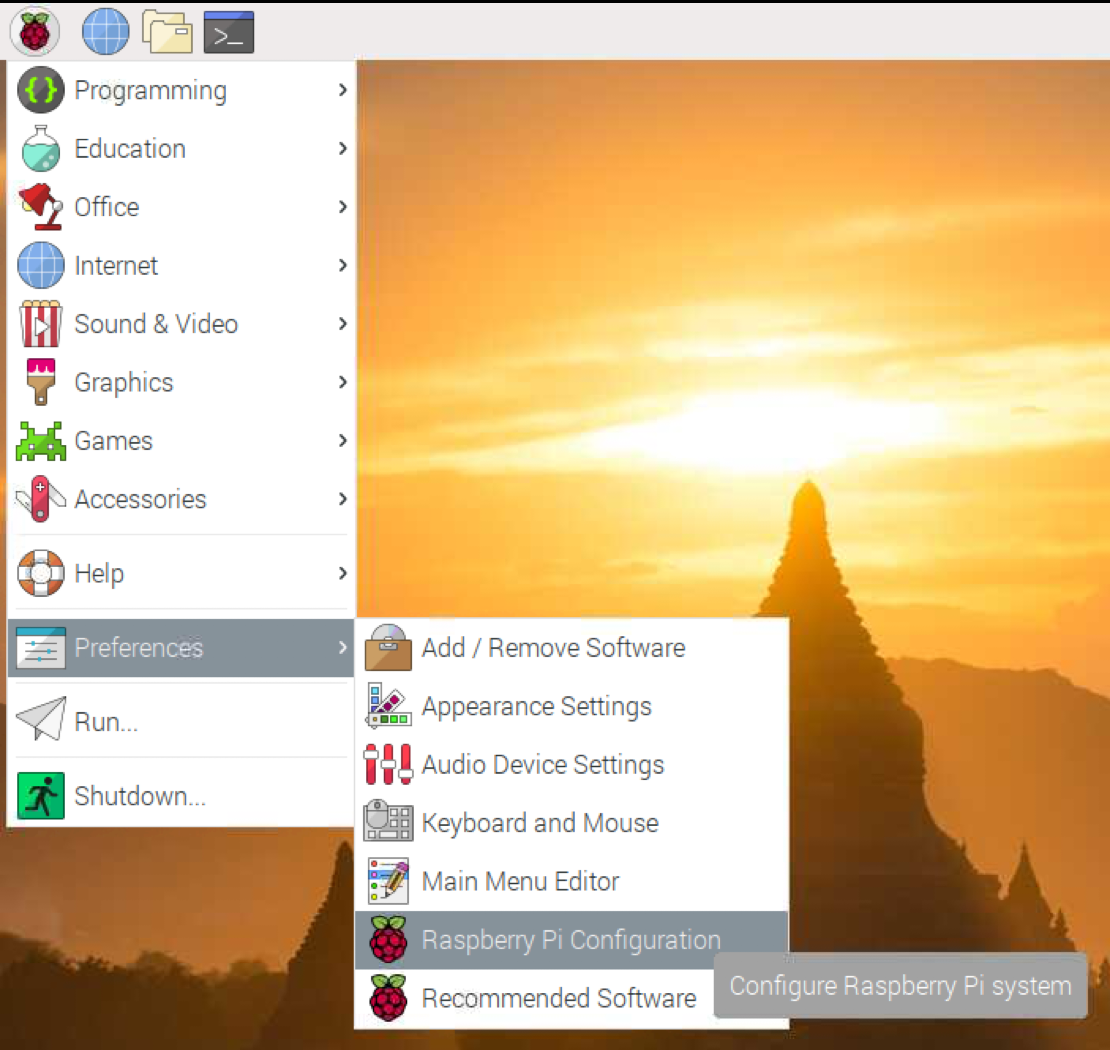 Programming
Education
Office
Internet
Sound & Video
Graphics
Games
Accessories
Help
Preferences
Run...
Shutdown...
Add / Remove Software
Appearance Settings
Audio Device Settings
Keyboard and Mouse
Main Menu Editor
Raspberry Pi Configuration
Recommended Software
Configure Raspberry Pi system